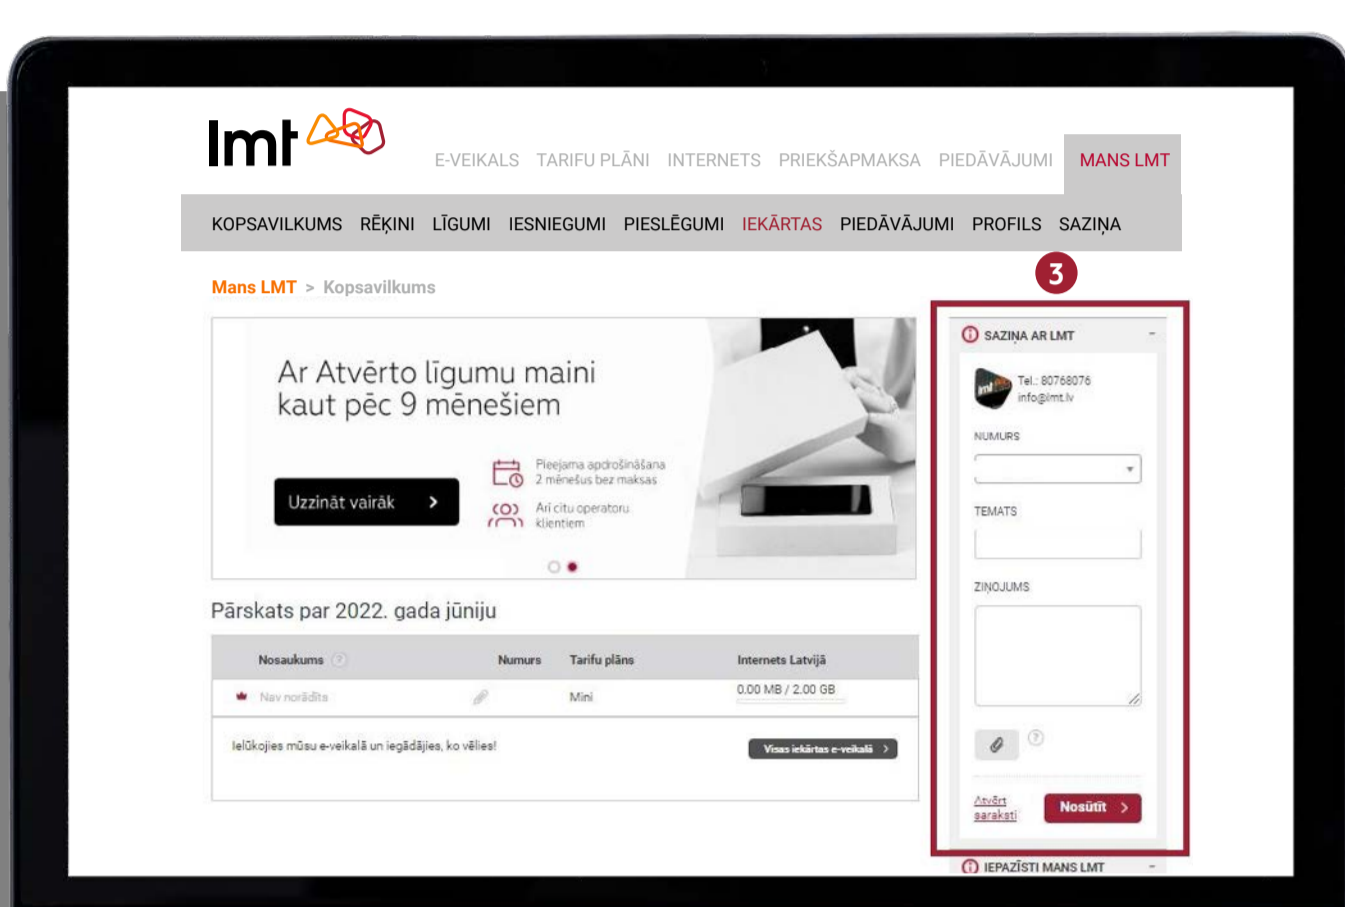 lmt
E-VEIKALS TARIFU PLĀNI INTERNETS PRIEKŠAPMAKSA PIEDĀVĀJUMI MANS LMT
KOPSAVILKUMS RĒĶINI LĪGUMI IESNIEGUMI PIESLĒGUMI IEKĀRTAS PIEDĀVĀJUMI PROFILS SAZIŅA
Mans LMT > Kopsavilkums
3
Ar Atvērto līgumu maini
kaut pēc 9 mēnešiem
Uzzināt vairāk >
Pieejama apdrošināšana
2 mēnešus bez maksas
Arī citu operatoru
klientiem
Pārskats par 2022. gada jūniju
Nosaukums ? Numurs Tarifu plāns Internets Latvijā
Nav norādīts Mini 0.00 MB / 2.00 GB
Ielūkojies mūsu e-veikalā un iegādājies, ko vēlies!
Visas iekārtas e-veikalā >
SAZIŅA AR LMT -
lmt
Tel.: 80768076
info@lmt.lv
NUMURS
TEMATS
ZIŅOJUMS
?
Atvērt
saraksti
Nosūtīt >
IEPAZĪSTI MANS LMT -